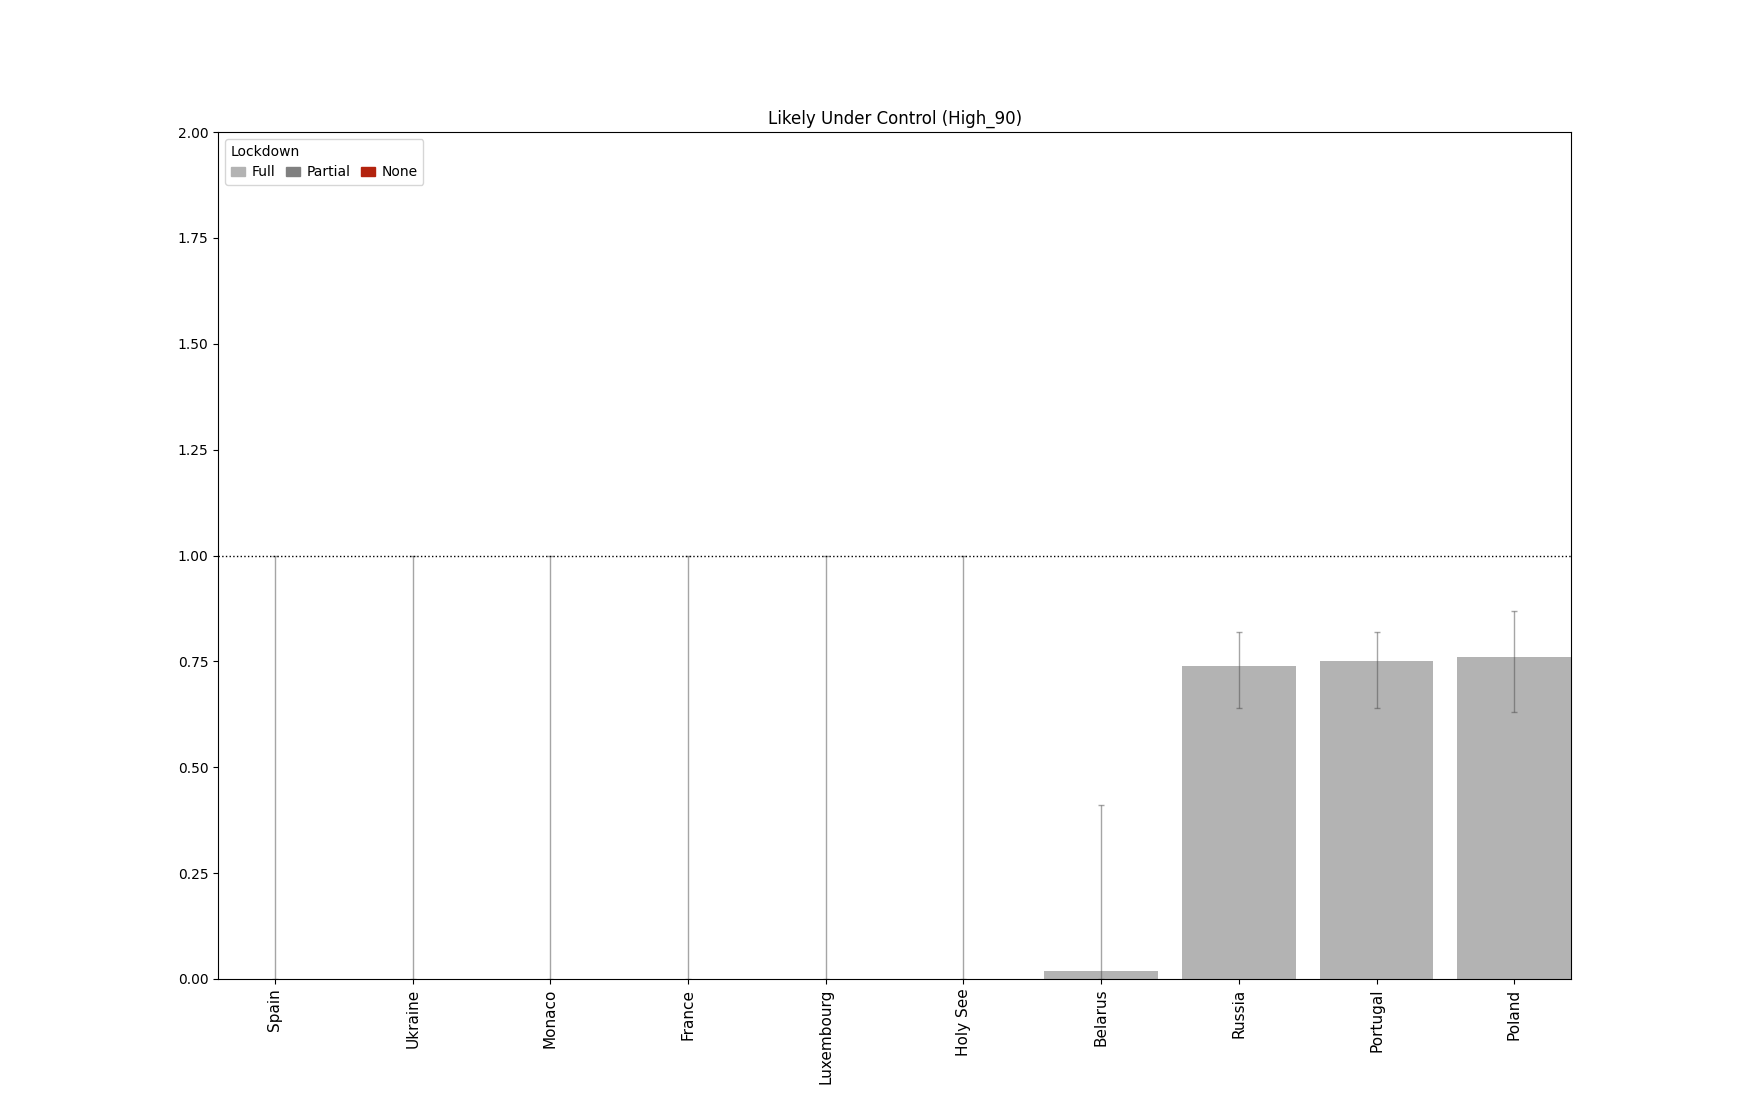 Likely Under Control (High_90)
Lockdown
Full Partial None
2.00
1.75
1.50
1.25
1.00
0.75
0.50
0.25
0.00
Spain
Ukraine
Monaco
France
Luxembourg
Holy See
Belarus
Russia
Portugal
Poland